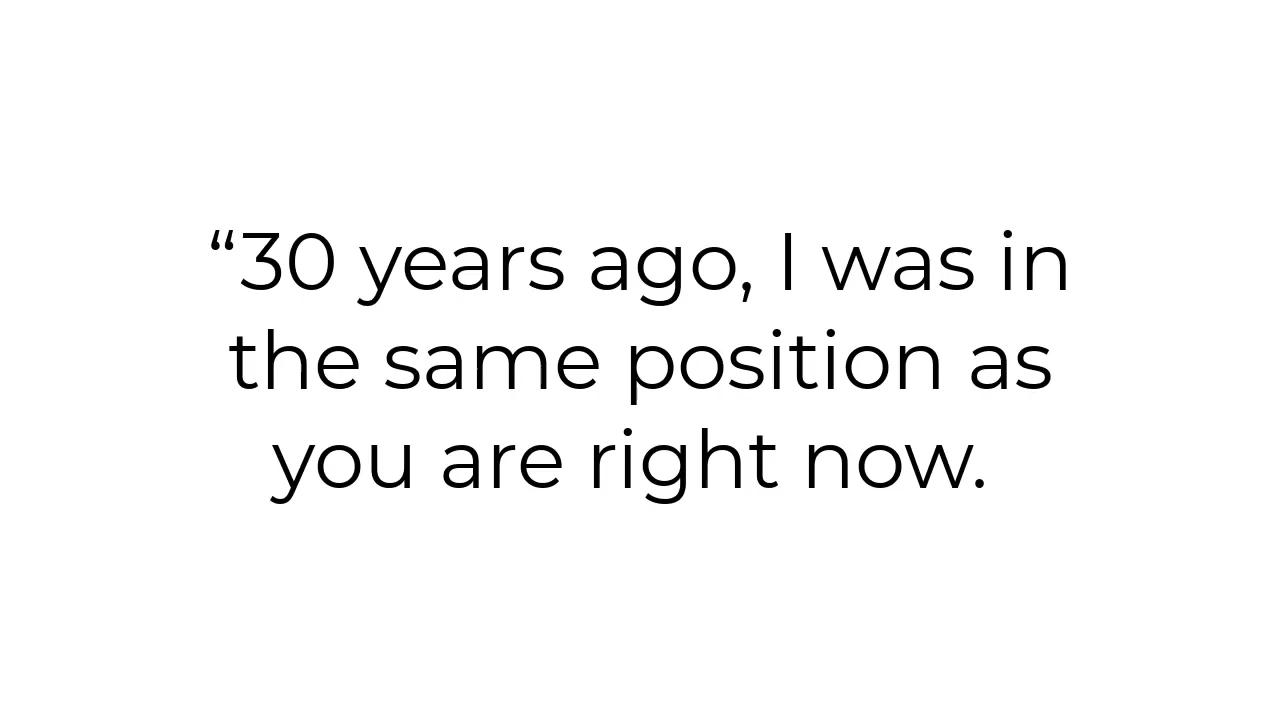 “30 years ago, I was in
the same position as
you are right now.